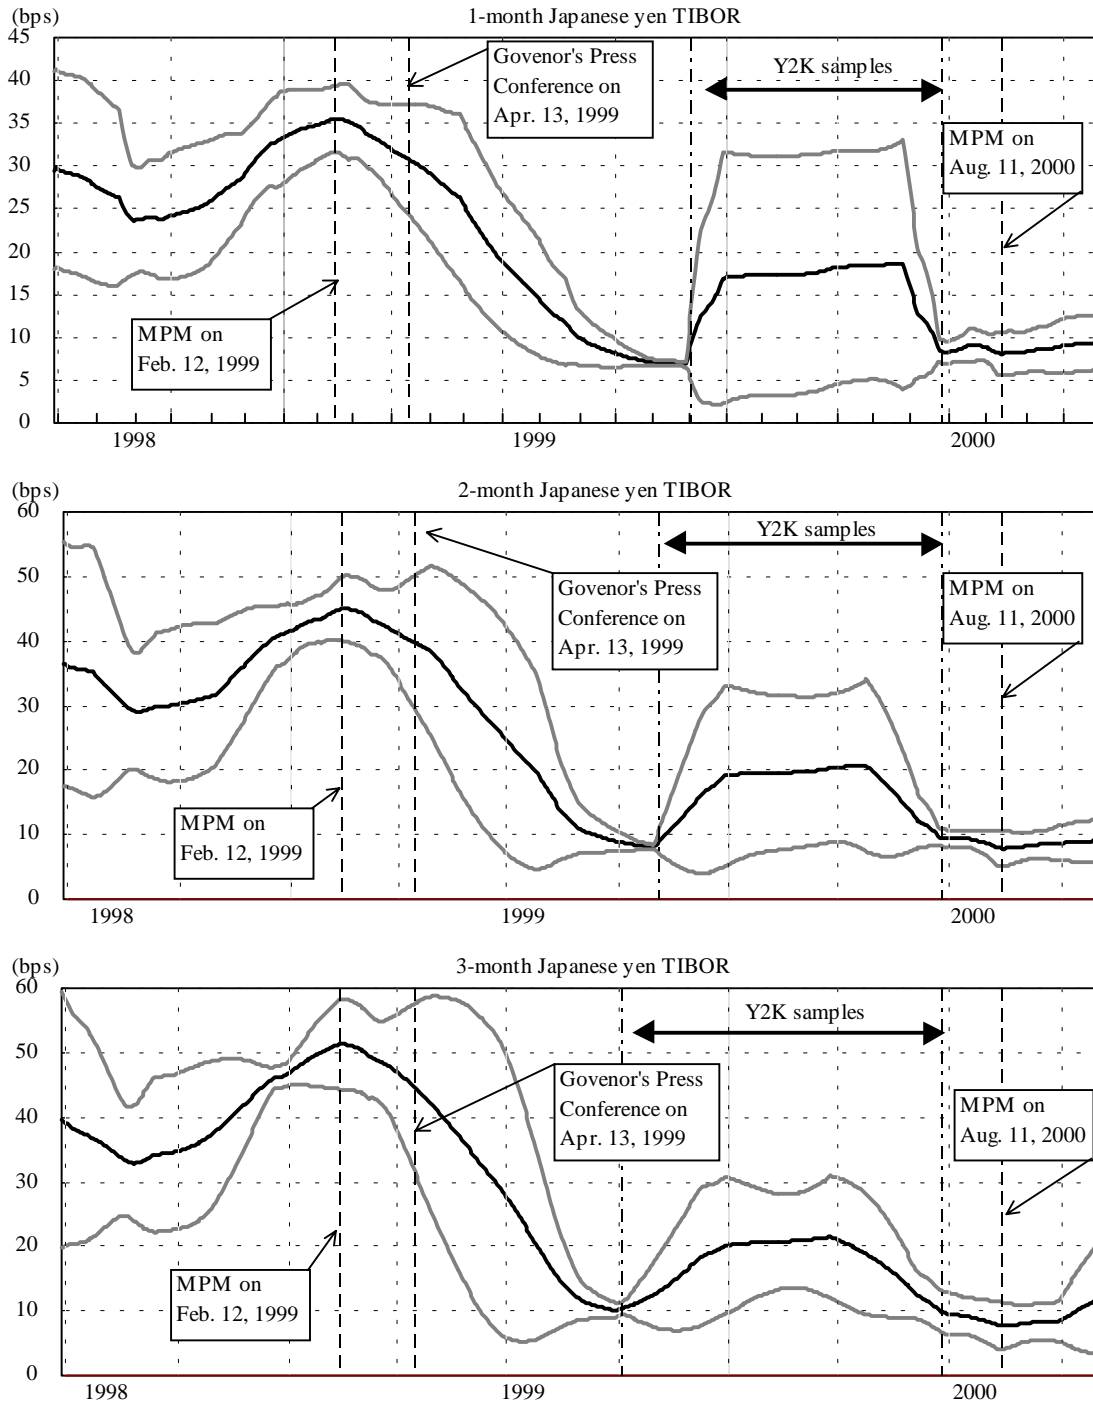 (bps)
1-month Japanese yen TIBOR
45
40
35
30
25
20
15
10
5
0
Govenor's Press
Conference on
Apr. 13, 1999
Y2K samples
MPM on
Aug. 11, 2000
MPM on
Feb. 12, 1999
1998
1999
2000
(bps)
2-month Japanese yen TIBOR
60
50
40
30
20
10
0
Y2K samples
Govenor's Press
Conference on
Apr. 13, 1999
MPM on
Aug. 11, 2000
MPM on
Feb. 12, 1999
1998
1999
2000
(bps)
3-month Japanese yen TIBOR
60
50
40
30
20
10
0
Y2K samples
Govenor's Press
Conference on
Apr. 13, 1999
MPM on
Aug. 11, 2000
MPM on
Feb. 12, 1999
1998
1999
2000